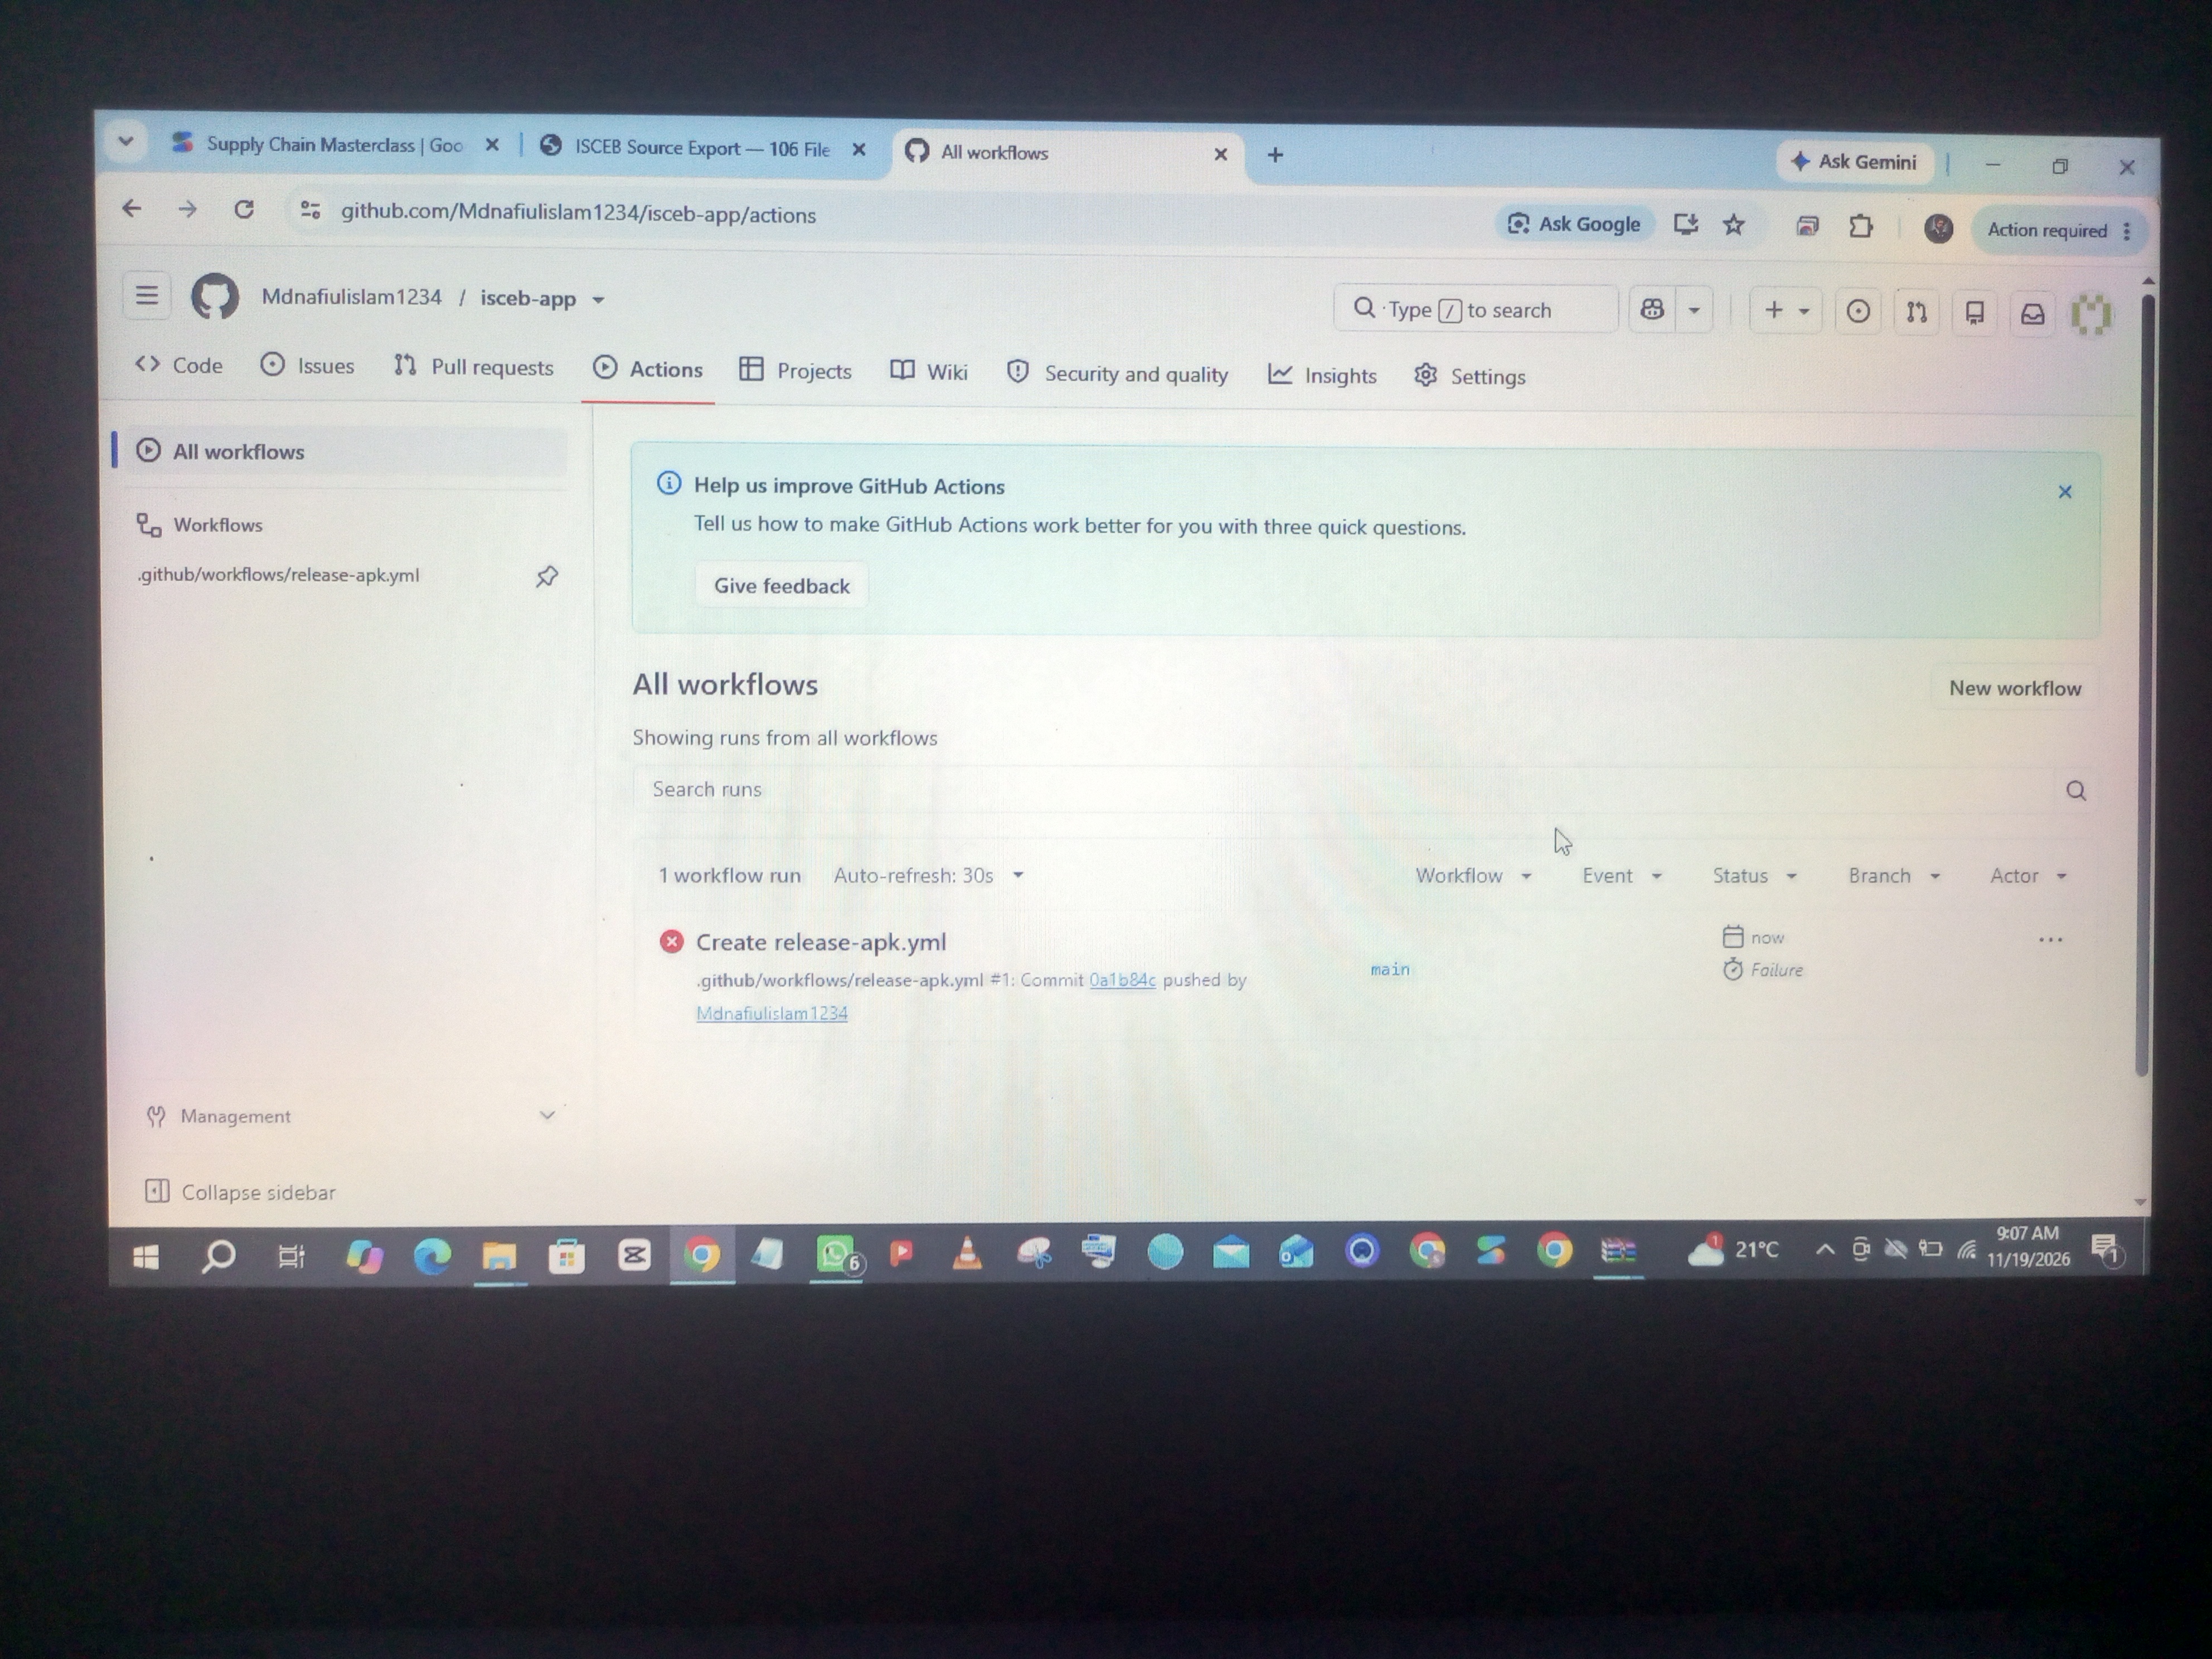 Supply Chain Masterclass | Goo
ISCEB Source Export — 106 File
All workflows
Ask Gemini
github.com/Mdnafiulislam1234/isceb-app/actions
Ask Google
Action required
Mdnafiulislam1234 / isceb-app
Type / to search
Code
Issues
Pull requests
Actions
Projects
Wiki
Security and quality
Insights
Settings
All workflows
Workflows
.github/workflows/release-apk.yml
Help us improve GitHub Actions
Tell us how to make GitHub Actions work better for you with three quick questions.
Give feedback
All workflows
New workflow
Showing runs from all workflows
Search runs
1 workflow run
Auto-refresh: 30s
Workflow
Event
Status
Branch
Actor
Create release-apk.yml
now
.github/workflows/release-apk.yml #1: Commit 0a1b84c pushed by
main
Failure
Mdnafiulislam1234
Management
Collapse sidebar
6
1
21°C
9:07 AM
11/19/2026
1